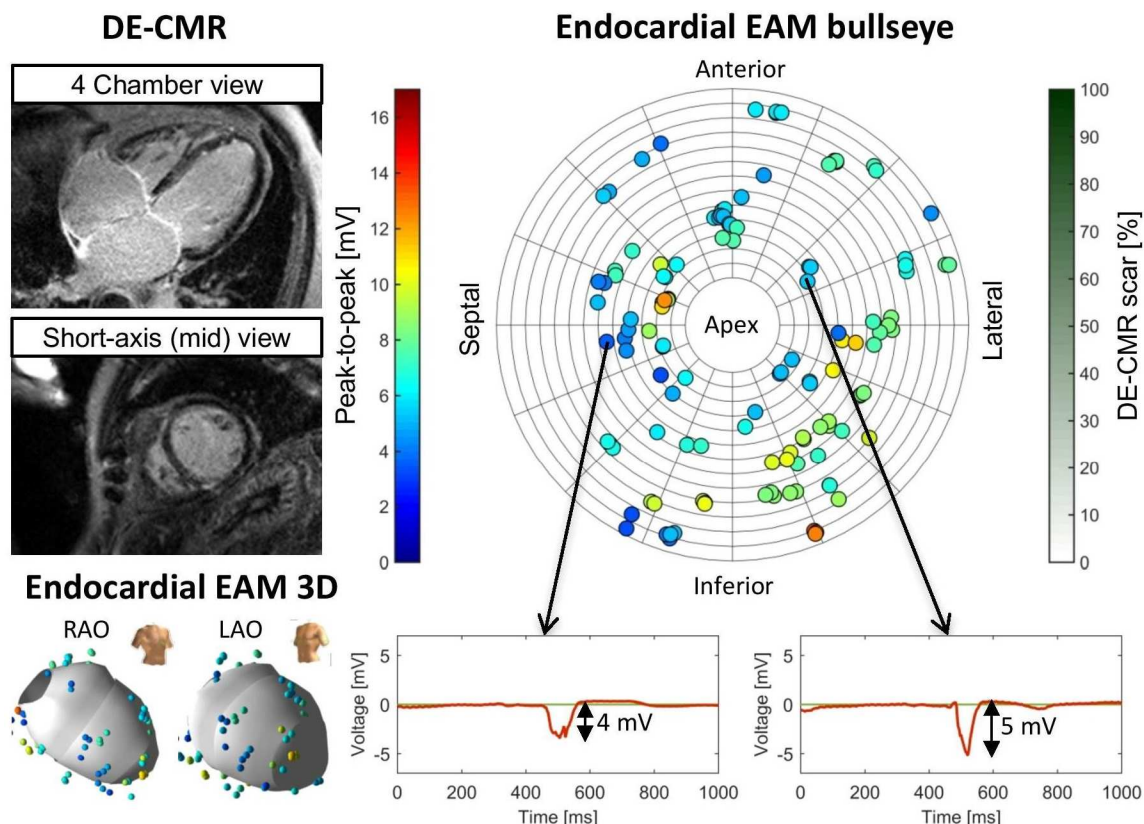 DE-CMR
4 Chamber view
Short-axis (mid) view
Endocardial EAM 3D
RAO
LAO
Endocardial EAM bullseye
Peak-to-peak [mV]
16
14
12
10
8
6
4
2
0
Anterior
Septal
Apex
Lateral
Inferior
DE-CMR scar [%]
100
90
80
70
60
50
40
30
20
10
0
Voltage [mV]
5
0
-5
4 mV
0
200
400
600
800
1000
Time [ms]
Voltage [mV]
5
0
-5
5 mV
0
200
400
600
800
1000
Time [ms]